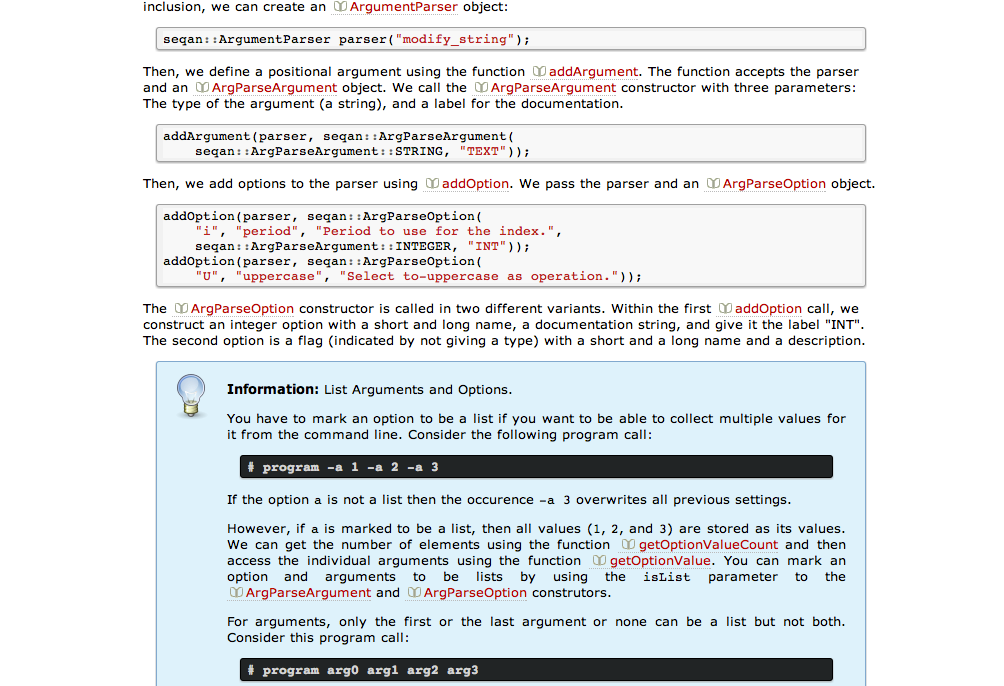 inclusion, we can create an ArgumentParser object:
seqan::ArgumentParser parser("modify_string");
Then, we define a positional argument using the function addArgument. The function accepts the parser
and an ArgParseArgument object. We call the ArgParseArgument constructor with three parameters:
The type of the argument (a string), and a label for the documentation.
addArgument(parser, seqan::ArgParseArgument(
    seqan::ArgParseArgument::STRING, "TEXT"));
Then, we add options to the parser using addOption. We pass the parser and an ArgParseOption object.
addOption(parser, seqan::ArgParseOption(
    "i", "period", "Period to use for the index.",
    seqan::ArgParseArgument::INTEGER, "INT"));
addOption(parser, seqan::ArgParseOption(
    "U", "uppercase", "Select to-uppercase as operation."));
The ArgParseOption constructor is called in two different variants. Within the first addOption call, we
construct an integer option with a short and long name, a documentation string, and give it the label "INT".
The second option is a flag (indicated by not giving a type) with a short and a long name and a description.
Information: List Arguments and Options.
You have to mark an option to be a list if you want to be able to collect multiple values for
it from the command line. Consider the following program call:
# program -a 1 -a 2 -a 3
If the option a is not a list then the occurence -a 3 overwrites all previous settings.
However, if a is marked to be a list, then all values (1, 2, and 3) are stored as its values.
We can get the number of elements using the function getOptionValueCount and then
access the individual arguments using the function getOptionValue. You can mark an
option and arguments to be lists by using the isList parameter to the
ArgParseArgument and ArgParseOption construtors.
For arguments, only the first or the last argument or none can be a list but not both.
Consider this program call:
# program arg0 arg1 arg2 arg3